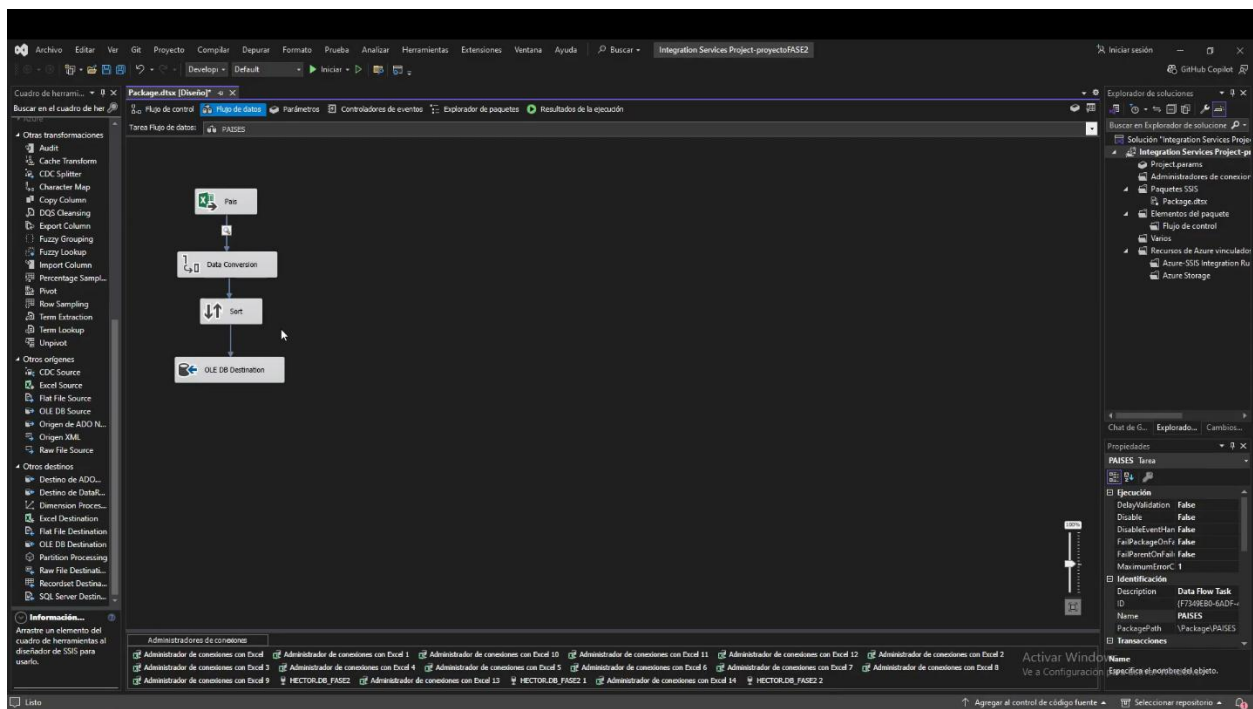 Archivo Editar Ver Git Proyecto Compilar Depurar Formato Prueba Analizar Herramientas Extensiones Ventana Ayuda Buscar Integration Services Project-proyectoFASE2 Iniciar sesión
Develop Default Iniciar GitHub Copilot
Cuadro de herrami...
Buscar en el cuadro de her
Azure
Otras transformaciones
Audit
Cache Transform
CDC Splitter
Character Map
Copy Column
DQS Cleansing
Export Column
Fuzzy Grouping
Fuzzy Lookup
Import Column
Percentage Sampl...
Pivot
Row Sampling
Term Extraction
Term Lookup
Unpivot
Otros orígenes
CDC Source
Excel Source
Flat File Source
OLE DB Source
Origen de ADO N...
Origen XML
Raw File Source
Otros destinos
Destino de ADO...
Destino de DataR...
Dimension Proces...
Excel Destination
Flat File Destination
OLE DB Destination
Partition Processing
Raw File Destinati...
Recordset Destina...
SQL Server Destin...
Información...
Arrastre un elemento del
cuadro de herramientas al
diseñador de SSIS para
usarlo.
Package.dtsx [Diseño]*
Flujo de control Flujo de datos Parámetros Controladores de eventos Explorador de paquetes Resultados de la ejecución
Tarea Flujo de datos: PAISES
Pais
Data Conversion
Sort
OLE DB Destination
100%
Administradores de conexiones
Administrador de conexiones con Excel Administrador de conexiones con Excel 1 Administrador de conexiones con Excel 10 Administrador de conexiones con Excel 11 Administrador de conexiones con Excel 12 Administrador de conexiones con Excel 2
Administrador de conexiones con Excel 3 Administrador de conexiones con Excel 4 Administrador de conexiones con Excel 5 Administrador de conexiones con Excel 6 Administrador de conexiones con Excel 7 Administrador de conexiones con Excel 8
Administrador de conexiones con Excel 9 HECTOR.DB_FASE2 Administrador de conexiones con Excel 13 HECTOR.DB_FASE2 1 Administrador de conexiones con Excel 14 HECTOR.DB_FASE2 2
Explorador de solucione
Buscar en Explorador de solucione
Solución "Integration Services Proje
Integration Services Project-pr
Project.params
Administradores de conexior
Paquetes SSIS
Package.dtsx
Elementos del paquete
Flujo de control
Varios
Recursos de Azure vinculados
Azure-SSIS Integration Ru
Azure Storage
Chat de G... Explorado... Cambios...
Propiedades
PAISES Tarea
Ejecución
DelayValidation False
Disable False
DisableEventHan False
FailPackageOnFa False
FailParentOnFail False
MaximumErrorC 1
Identificación
Description Data Flow Task
ID {F7349EB0-6ADF-
Name PAISES
PackagePath \Package\PAISES
Transacciones
Name
Especifica el nombre del objeto.
Activar Windo
Ve a Configuración
Listo Agregar al control de código fuente Seleccionar repositorio